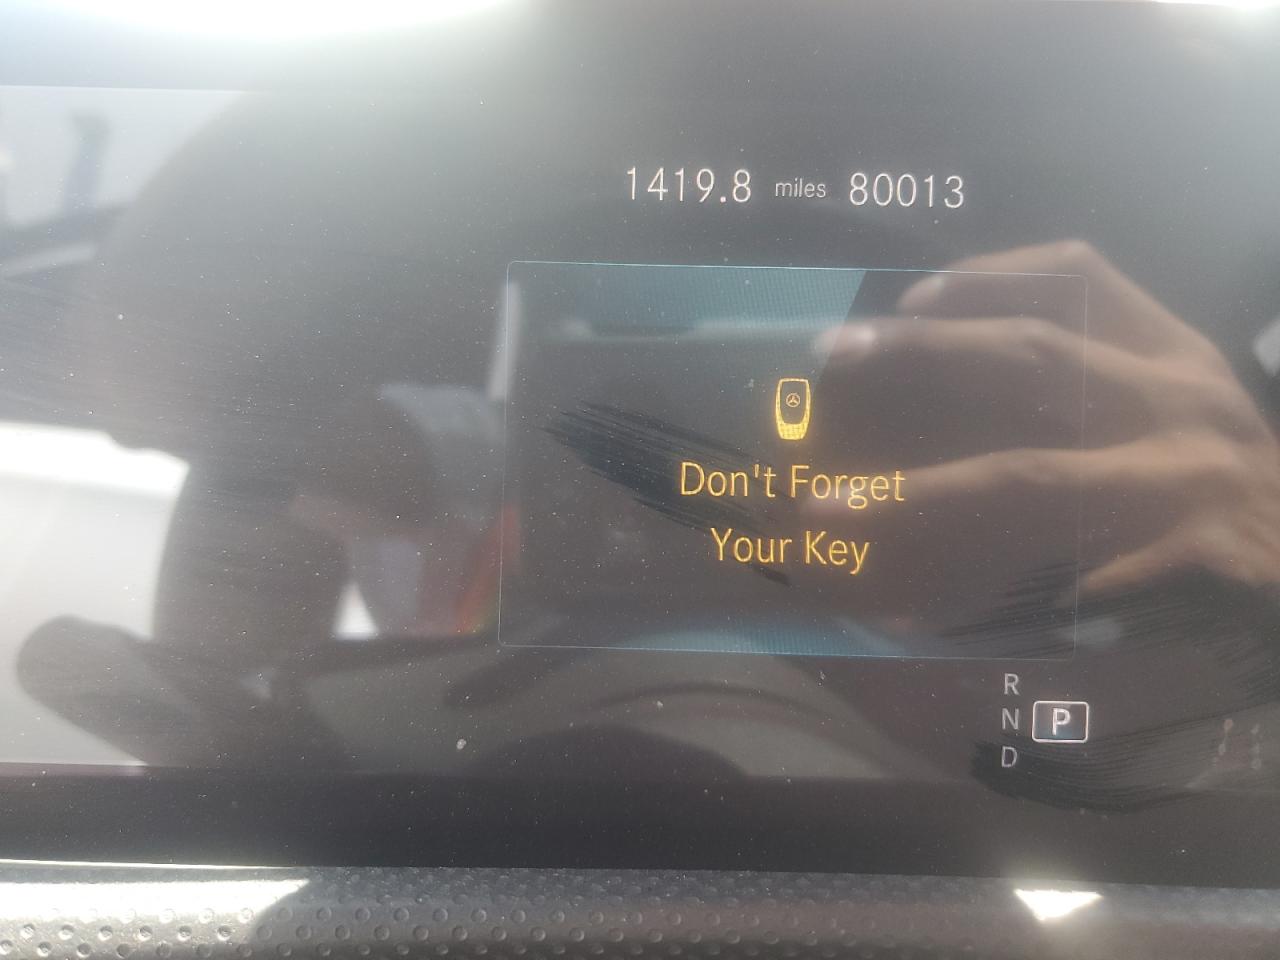 1419.8 miles 80013
Don't Forget
Your Key
R
N P
D